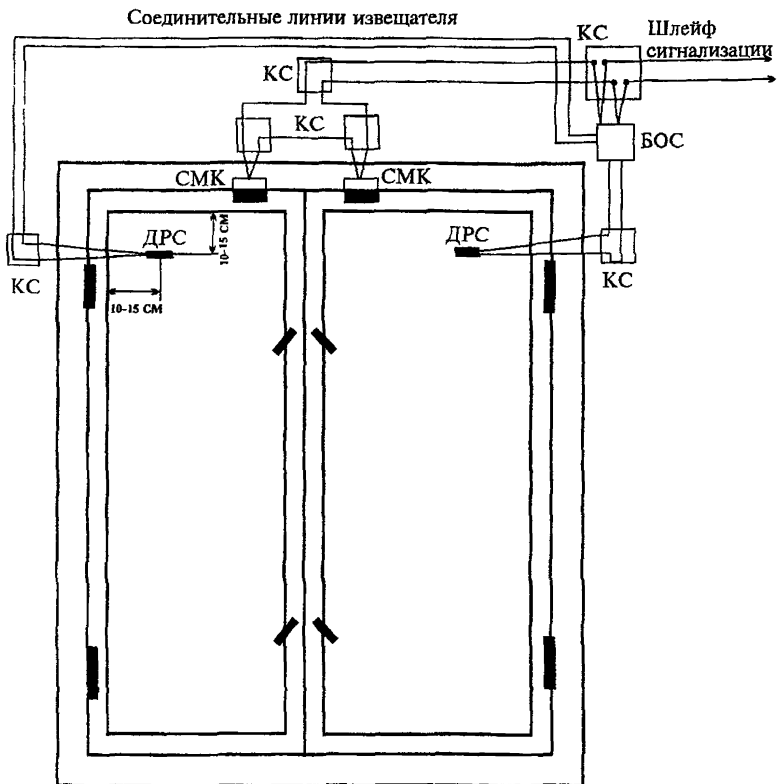 Соединительные линии извещателя
КС
Шлейф
сигнализации
КС
КС
БОС
СМК
СМК
ДРС
10-15 СМ
ДРС
КС
КС
10-15 СМ